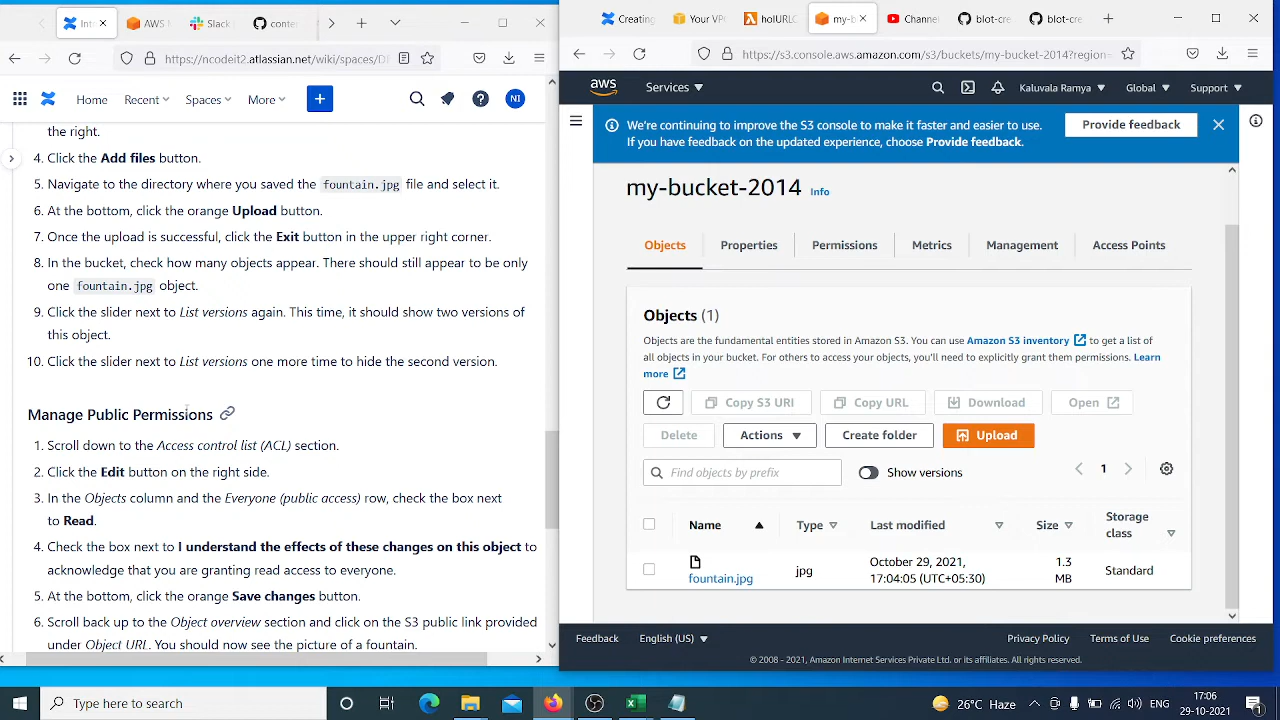 Int
AWS
Slack
conter
https://ncodeit2.atlassian.net/wiki/spaces/DF
Home
Recent
Spaces
More
NI
the right.
4. Click the Add files button.
5. Navigate to the directory where you saved the fountain.jpg file and select it.
6. At the bottom, click the orange Upload button.
7. Once the upload is successful, click the Exit button in the upper right corner.
8. In the bucket, check how many objects appear. There should still appear to be only
one fountain.jpg object.
9. Click the slider next to List versions again. This time, it should show two versions of
this object.
10. Click the slider next to List versions one more time to hide the second version.
Manage Public Permissions
1. Scroll down to the Access control list (ACL) section.
2. Click the Edit button on the right side.
3. In the Objects column and the Everyone (public access) row, check the box next
to Read.
4. Check the box next to I understand the effects of these changes on this object to
acknowledge that you are granting read access to everyone.
5. At the bottom, click the orange Save changes button.
6. Scroll back up to the Object overview section and click on the S3 public link provided
under Object URL. You should now see the picture of a fountain.
Creating
Your VP
holURLC
my-b
Channel
blot-cre
blot-cre
https://s3.console.aws.amazon.com/s3/buckets/my-bucket-2014?region=
aws
Services
Kaluvala Ramya
Global
Support
We're continuing to improve the S3 console to make it faster and easier to use.
If you have feedback on the updated experience, choose Provide feedback.
Provide feedback
my-bucket-2014 Info
Objects
Properties
Permissions
Metrics
Management
Access Points
Objects (1)
Objects are the fundamental entities stored in Amazon S3. You can use Amazon S3 inventory to get a list of
all objects in your bucket. For others to access your objects, you'll need to explicitly grant them permissions. Learn
more
Copy S3 URI
Copy URL
Download
Open
Delete
Actions
Create folder
Upload
Find objects by prefix
Show versions
1
Name
Type
Last modified
Size
Storage
class
fountain.jpg
jpg
October 29, 2021,
17:04:05 (UTC+05:30)
1.3
MB
Standard
Feedback
English (US)
Privacy Policy
Terms of Use
Cookie preferences
© 2008 - 2021, Amazon Internet Services Private Ltd. or its affiliates. All rights reserved.
Type here to search
26°C Haze
17:06
29-10-2021